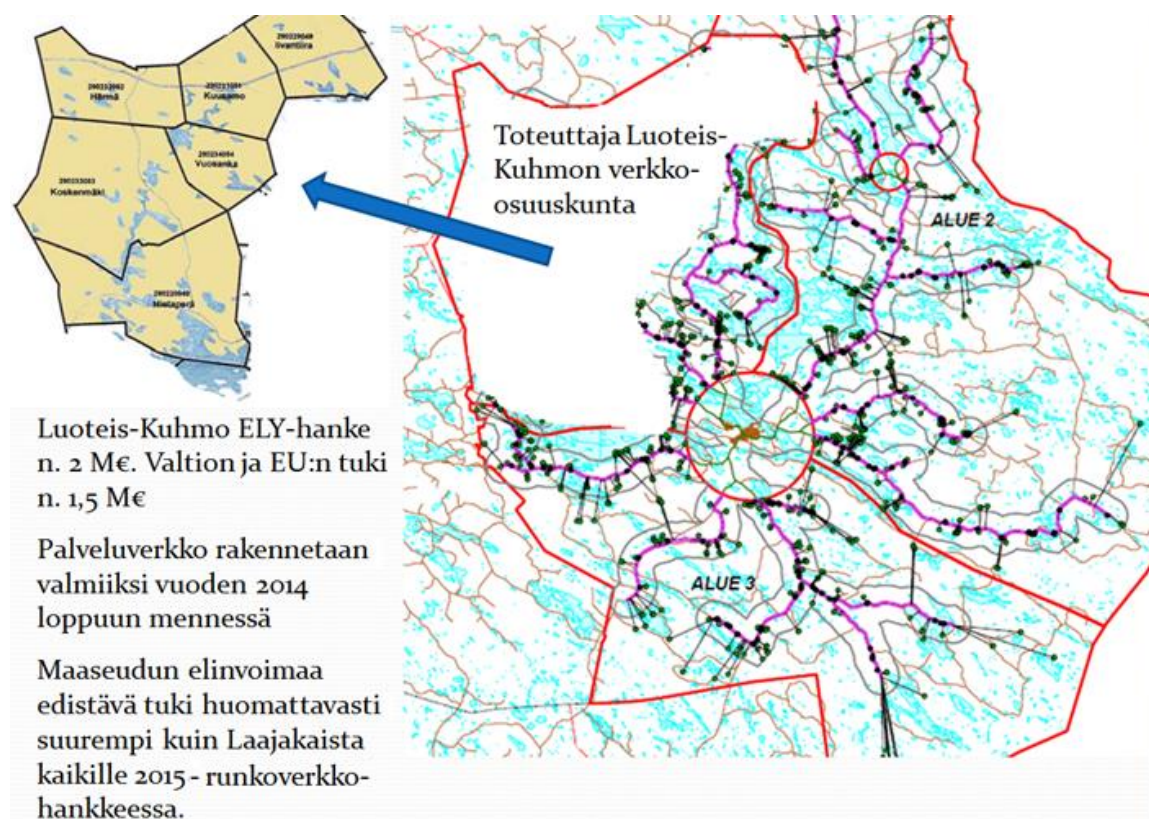 290229049
Iivantiira
Härmä
Kuusamo
Vuosanka
290233053
Koskenmäki
Toteuttaja Luoteis-
Kuhmon verkko-
osuuskunta
ALUE 2
ALUE 3
Luoteis-Kuhmo ELY-hanke
n. 2 M€. Valtion ja EU:n tuki
n. 1,5 M€
Palveluverkko rakennetaan
valmiiksi vuoden 2014
loppuun mennessä
Maaseudun elinvoimaa
edistävä tuki huomattavasti
suurempi kuin Laajakaista
kaikille 2015 - runkoverkko-
hankkeessa.